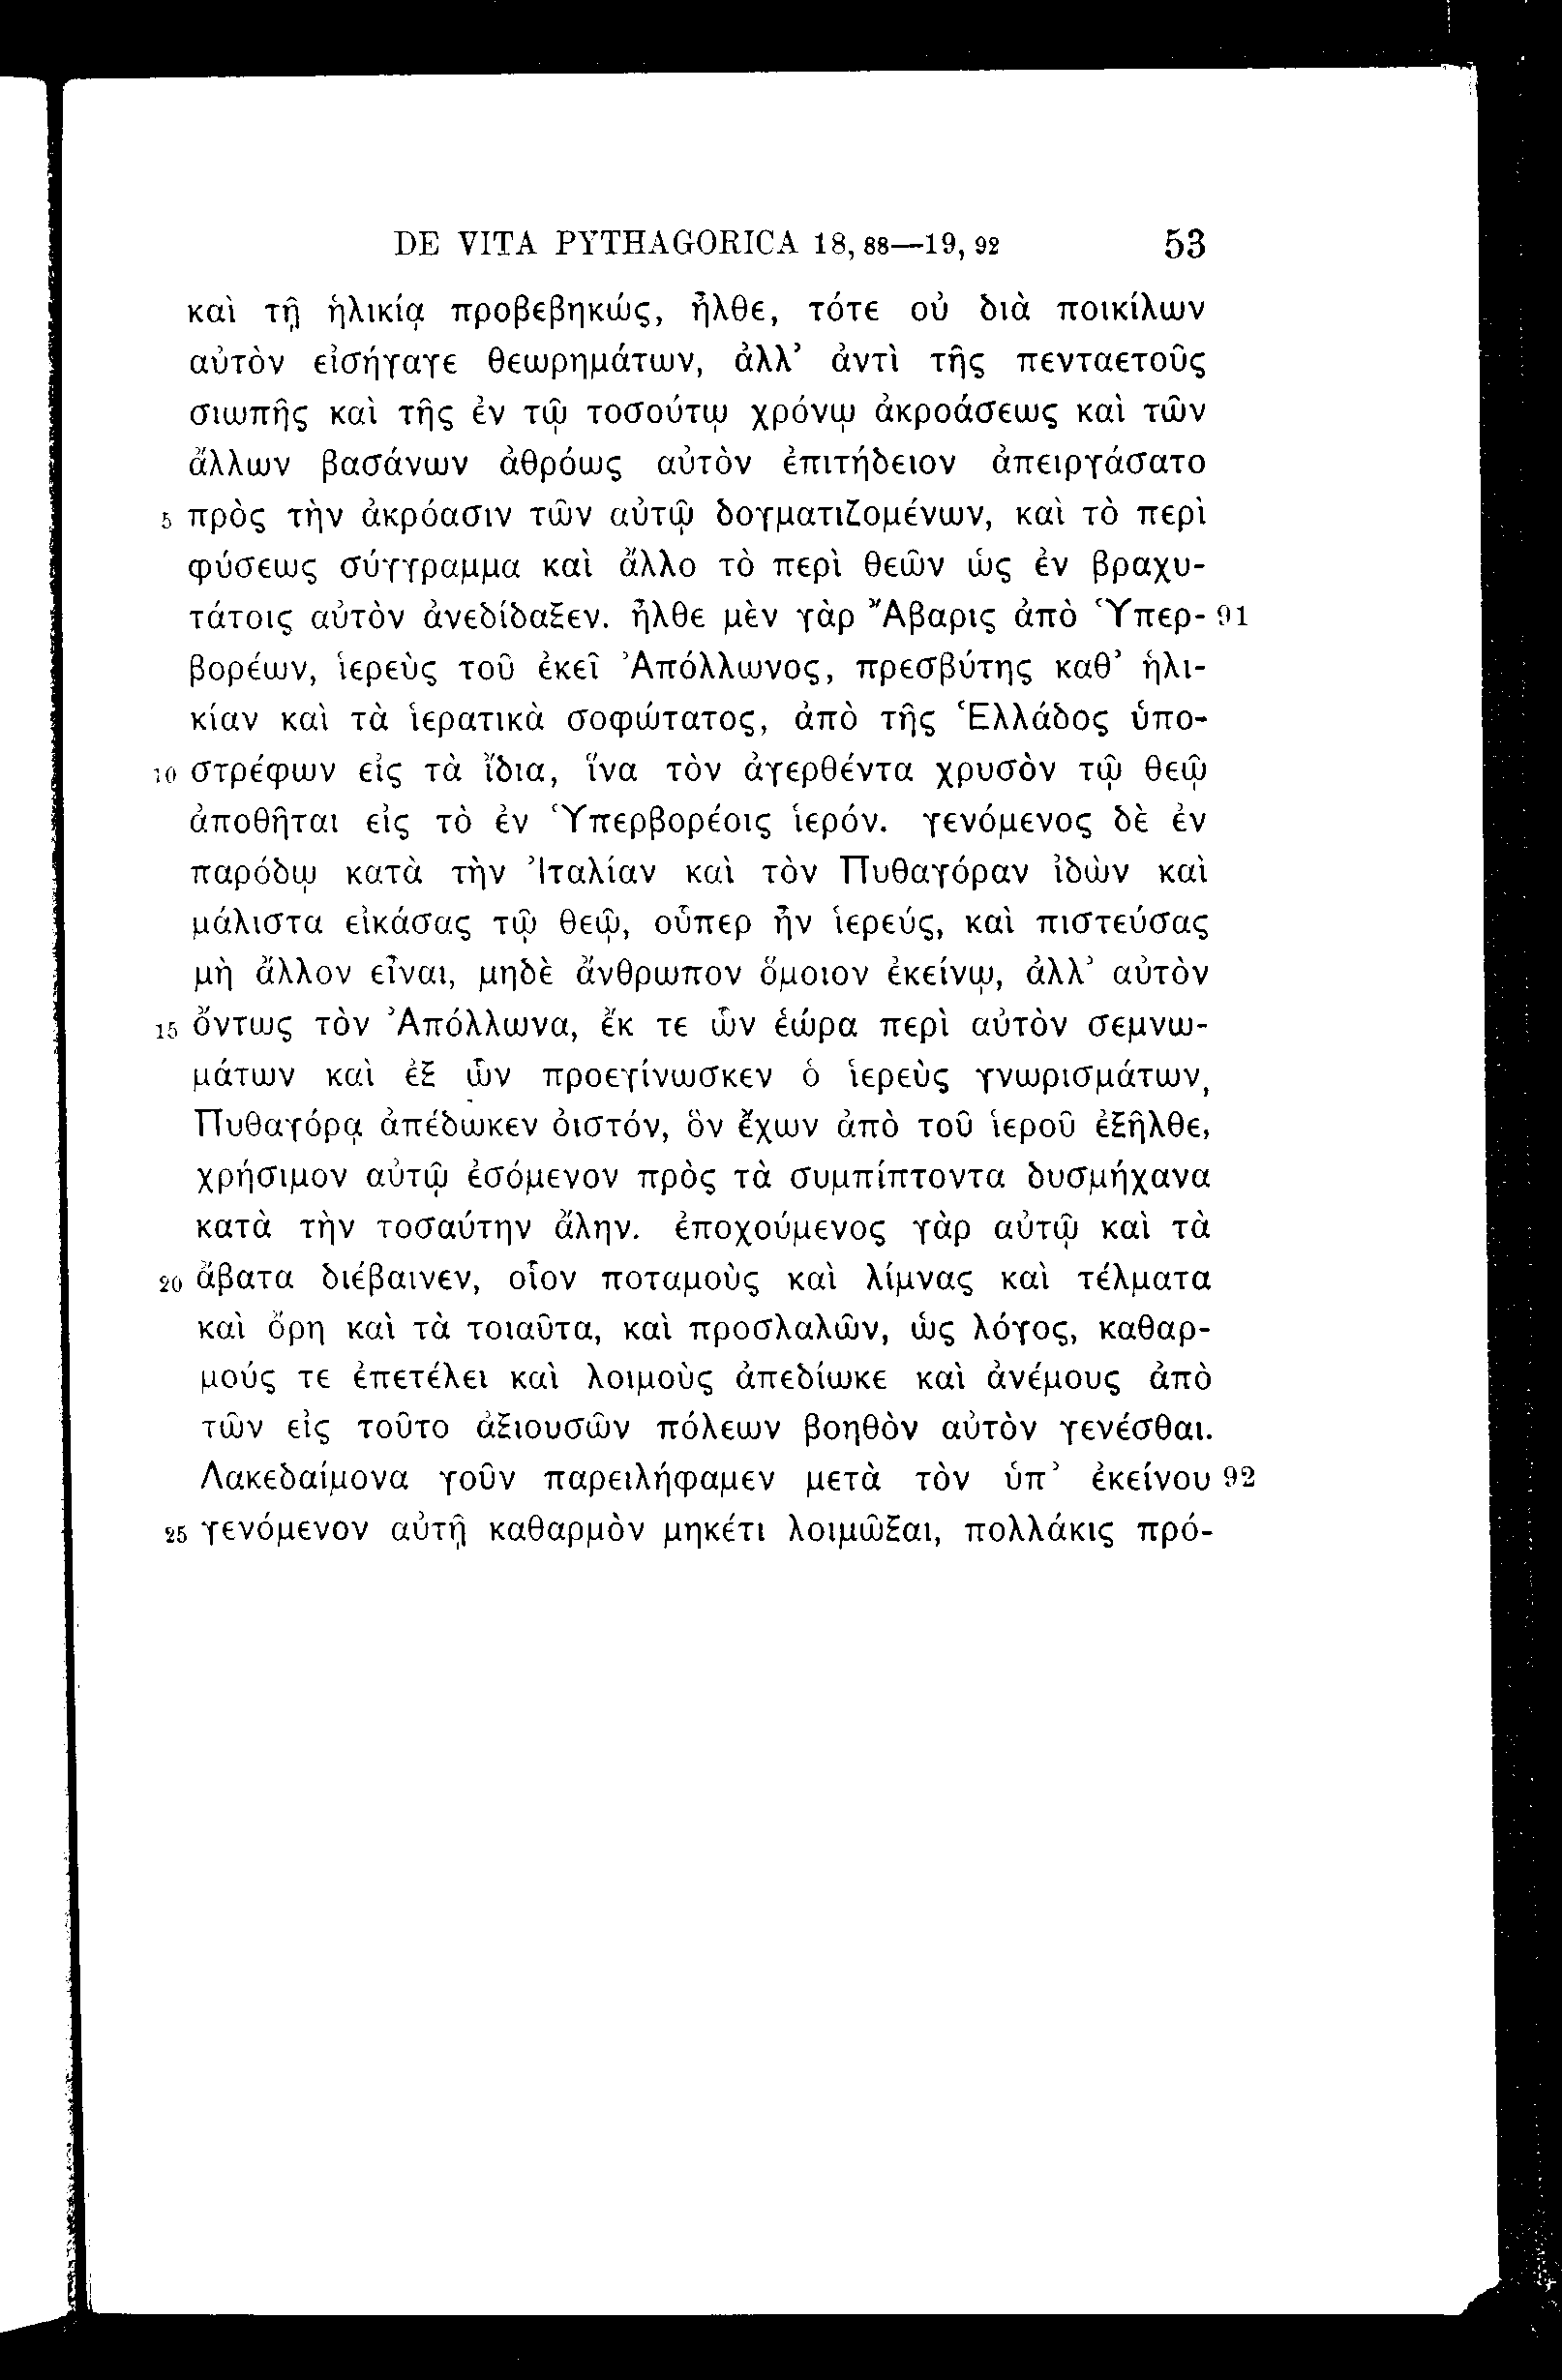 DE VITA PYTHAGORICA 18, 88—19, 92 53
καὶ τῇ ἡλικίᾳ προβεβηκώς, ἦλθε, τότε οὐ διὰ ποικίλων
αὐτὸν εἰσήγαγε θεωρημάτων, ἀλλ’ ἀντὶ τῆς πενταετοῦς
σιωπῆς καὶ τῆς ἐν τῷ τοσούτῳ χρόνῳ ἀκροάσεως καὶ τῶν
ἄλλων βασάνων ἀθρόως αὐτὸν ἐπιτήδειον ἀπειργάσατο
5 πρὸς τὴν ἀκρόασιν τῶν αὐτῷ δογματιζομένων, καὶ τὸ περὶ
φύσεως σύγγραμμα καὶ ἄλλο τὸ περὶ θεῶν ὡς ἐν βραχυ-
τάτοις αὐτὸν ἀνεδίδαξεν. ἦλθε μὲν γὰρ Ἄβαρις ἀπὸ Ὑπερ- 91
βορέων, ἱερεὺς τοῦ ἐκεῖ Ἀπόλλωνος, πρεσβύτης καθ’ ἡλι-
κίαν καὶ τὰ ἱερατικὰ σοφώτατος, ἀπὸ τῆς Ἑλλάδος ὑπο-
10 στρέφων εἰς τὰ ἴδια, ἵνα τὸν ἀγερθέντα χρυσὸν τῷ θεῷ
ἀποθῆται εἰς τὸ ἐν Ὑπερβορέοις ἱερόν. γενόμενος δὲ ἐν
παρόδῳ κατὰ τὴν Ἰταλίαν καὶ τὸν Πυθαγόραν ἰδὼν καὶ
μάλιστα εἰκάσας τῷ θεῷ, οὗπερ ἦν ἱερεύς, καὶ πιστεύσας
μὴ ἄλλον εἶναι, μηδὲ ἄνθρωπον ὅμοιον ἐκείνῳ, ἀλλ’ αὐτὸν
15 ὄντως τὸν Ἀπόλλωνα, ἔκ τε ὧν ἑώρα περὶ αὐτὸν σεμνω-
μάτων καὶ ἐξ ὧν προεγίνωσκεν ὁ ἱερεὺς γνωρισμάτων,
Πυθαγόρᾳ ἀπέδωκεν ὀιστόν, ὃν ἔχων ἀπὸ τοῦ ἱεροῦ ἐξῆλθε,
χρήσιμον αὐτῷ ἐσόμενον πρὸς τὰ συμπίπτοντα δυσμήχανα
κατὰ τὴν τοσαύτην ἄλην. ἐποχούμενος γὰρ αὐτῷ καὶ τὰ
20 ἄβατα διέβαινεν, οἷον ποταμοὺς καὶ λίμνας καὶ τέλματα
καὶ ὄρη καὶ τὰ τοιαῦτα, καὶ προσλαλῶν, ὡς λόγος, καθαρ-
μούς τε ἐπετέλει καὶ λοιμοὺς ἀπεδίωκε καὶ ἀνέμους ἀπὸ
τῶν εἰς τοῦτο ἀξιουσῶν πόλεων βοηθὸν αὐτὸν γενέσθαι.
Λακεδαίμονα γοῦν παρειλήφαμεν μετὰ τὸν ὑπ’ ἐκείνου 92
25 γενόμενον αὐτῇ καθαρμὸν μηκέτι λοιμῶξαι, πολλάκις πρό-